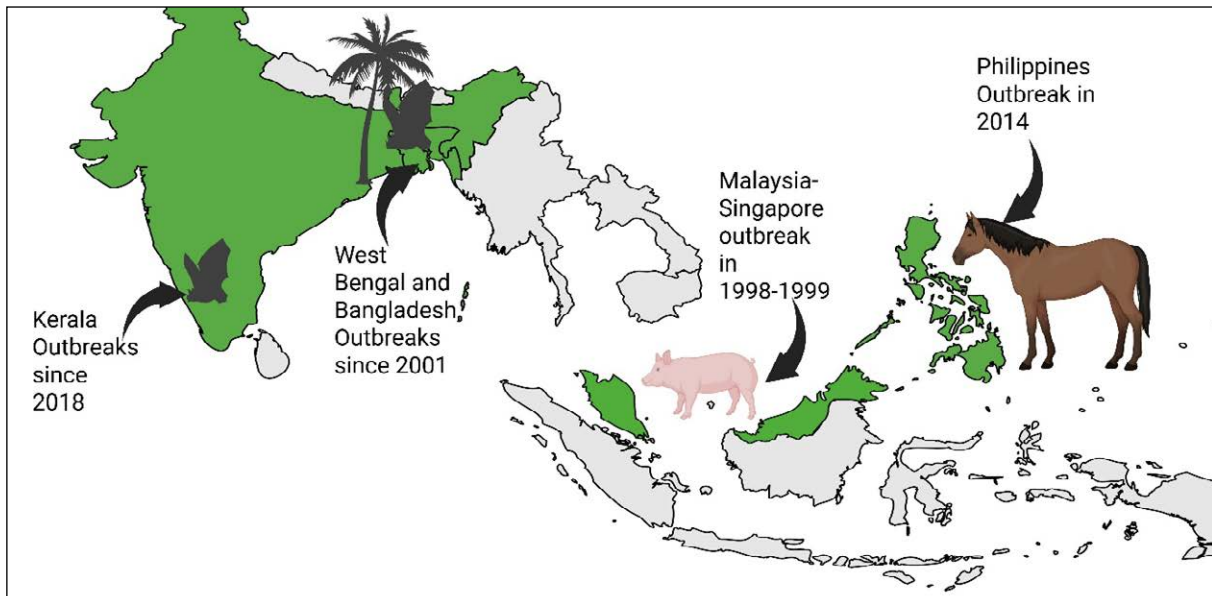 Kerala
Outbreaks
since
2018
West
Bengal and
Bangladesh,
Outbreaks
since 2001
Malaysia-
Singapore
outbreak
in
1998-1999
Philippines
Outbreak in
2014